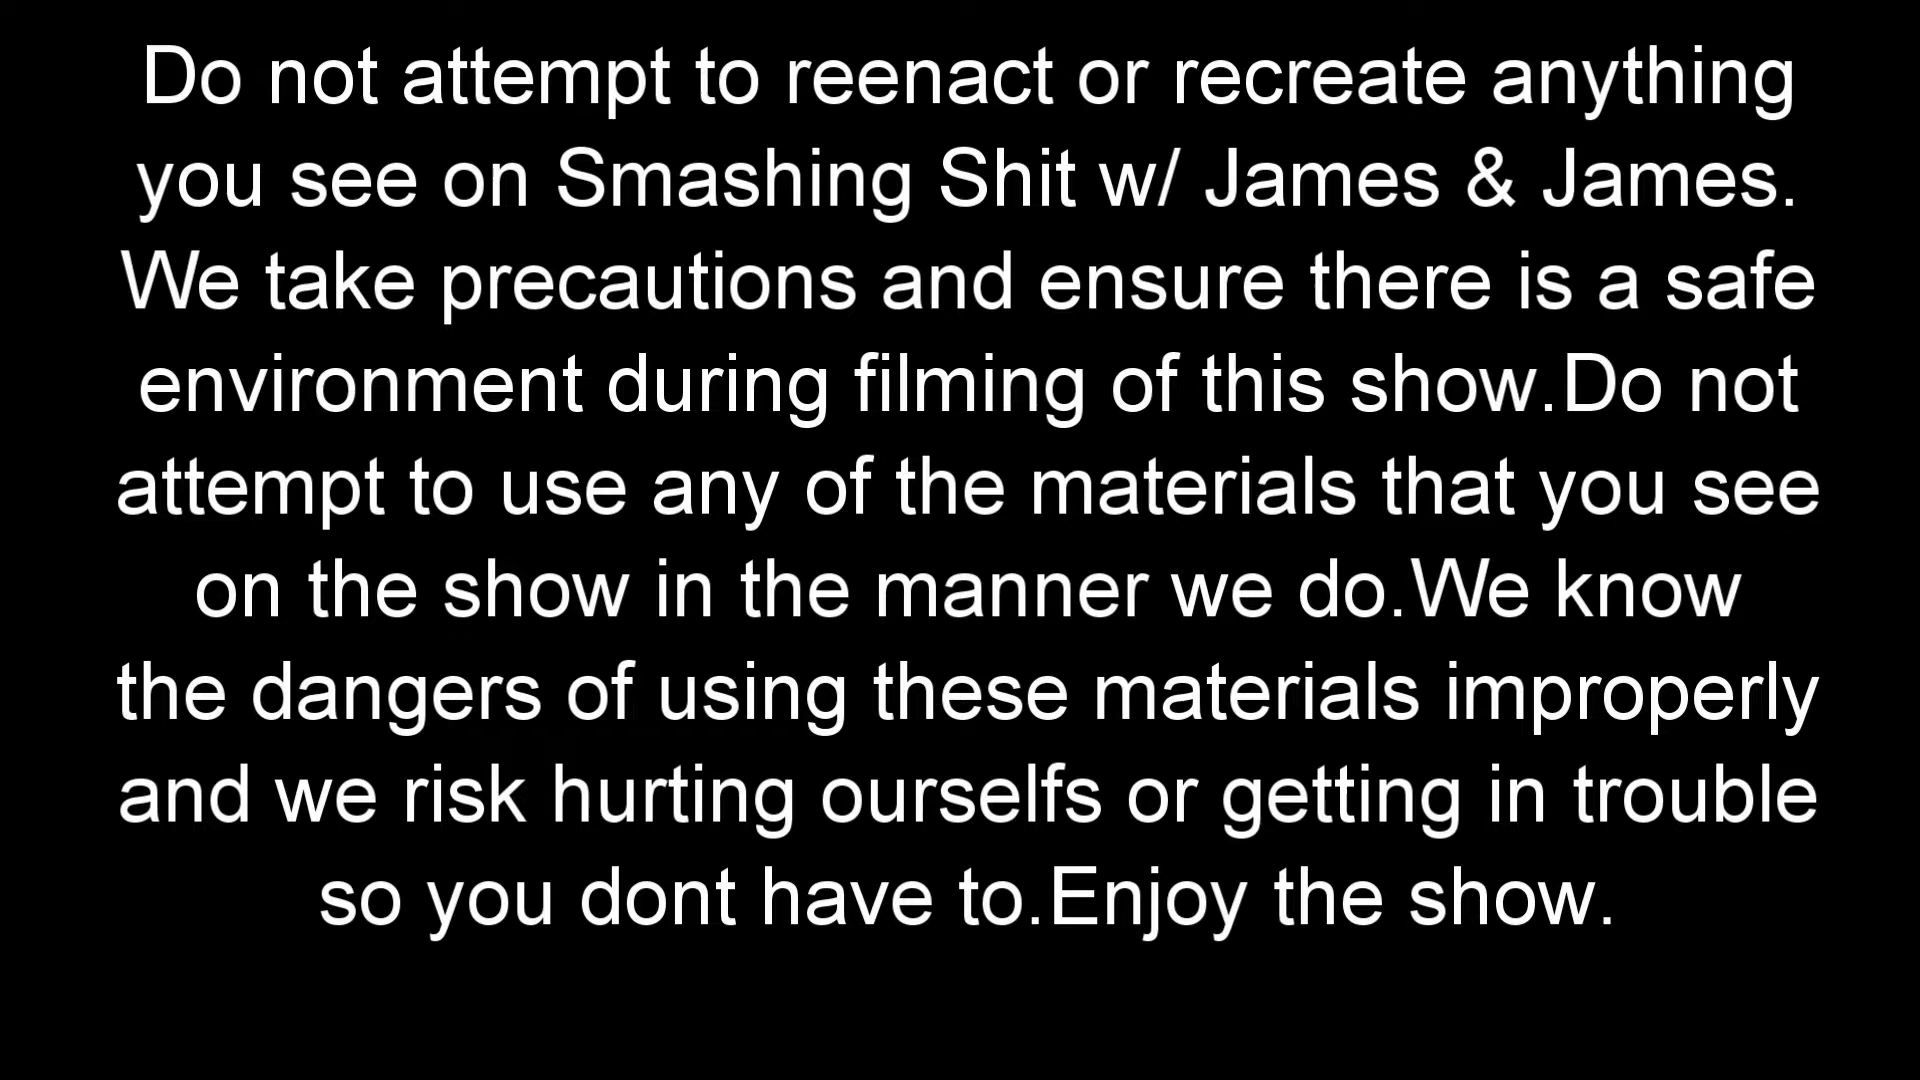 Do not attempt to reenact or recreate anything
you see on Smashing Shit w/ James & James.
We take precautions and ensure there is a safe
environment during filming of this show.Do not
attempt to use any of the materials that you see
on the show in the manner we do.We know
the dangers of using these materials improperly
and we risk hurting ourselfs or getting in trouble
so you dont have to.Enjoy the show.